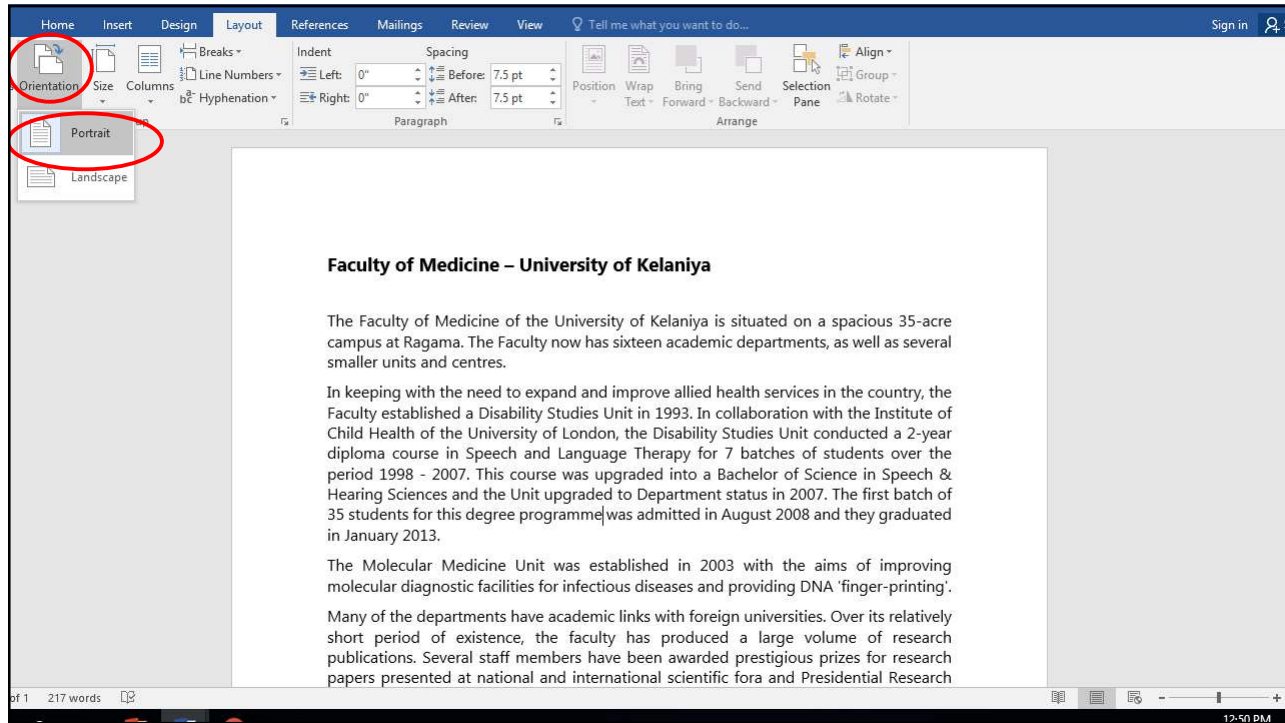 Home Insert Design Layout References Mailings Review View Tell me what you want to do... Sign in
Breaks Indent Spacing Align
Line Numbers Left: 0" Before: 7.5 pt Group
Orientation Size Columns Hyphenation Right: 0" After: 7.5 pt Position Wrap Text Bring Forward Send Backward Selection Pane Rotate
Paragraph Arrange
Portrait
Landscape
Faculty of Medicine – University of Kelaniya
The Faculty of Medicine of the University of Kelaniya is situated on a spacious 35-acre
campus at Ragama. The Faculty now has sixteen academic departments, as well as several
smaller units and centres.
In keeping with the need to expand and improve allied health services in the country, the
Faculty established a Disability Studies Unit in 1993. In collaboration with the Institute of
Child Health of the University of London, the Disability Studies Unit conducted a 2-year
diploma course in Speech and Language Therapy for 7 batches of students over the
period 1998 - 2007. This course was upgraded into a Bachelor of Science in Speech &
Hearing Sciences and the Unit upgraded to Department status in 2007. The first batch of
35 students for this degree programme was admitted in August 2008 and they graduated
in January 2013.
The Molecular Medicine Unit was established in 2003 with the aims of improving
molecular diagnostic facilities for infectious diseases and providing DNA 'finger-printing'.
Many of the departments have academic links with foreign universities. Over its relatively
short period of existence, the faculty has produced a large volume of research
publications. Several staff members have been awarded prestigious prizes for research
papers presented at national and international scientific fora and Presidential Research
of 1 217 words
12:50 PM